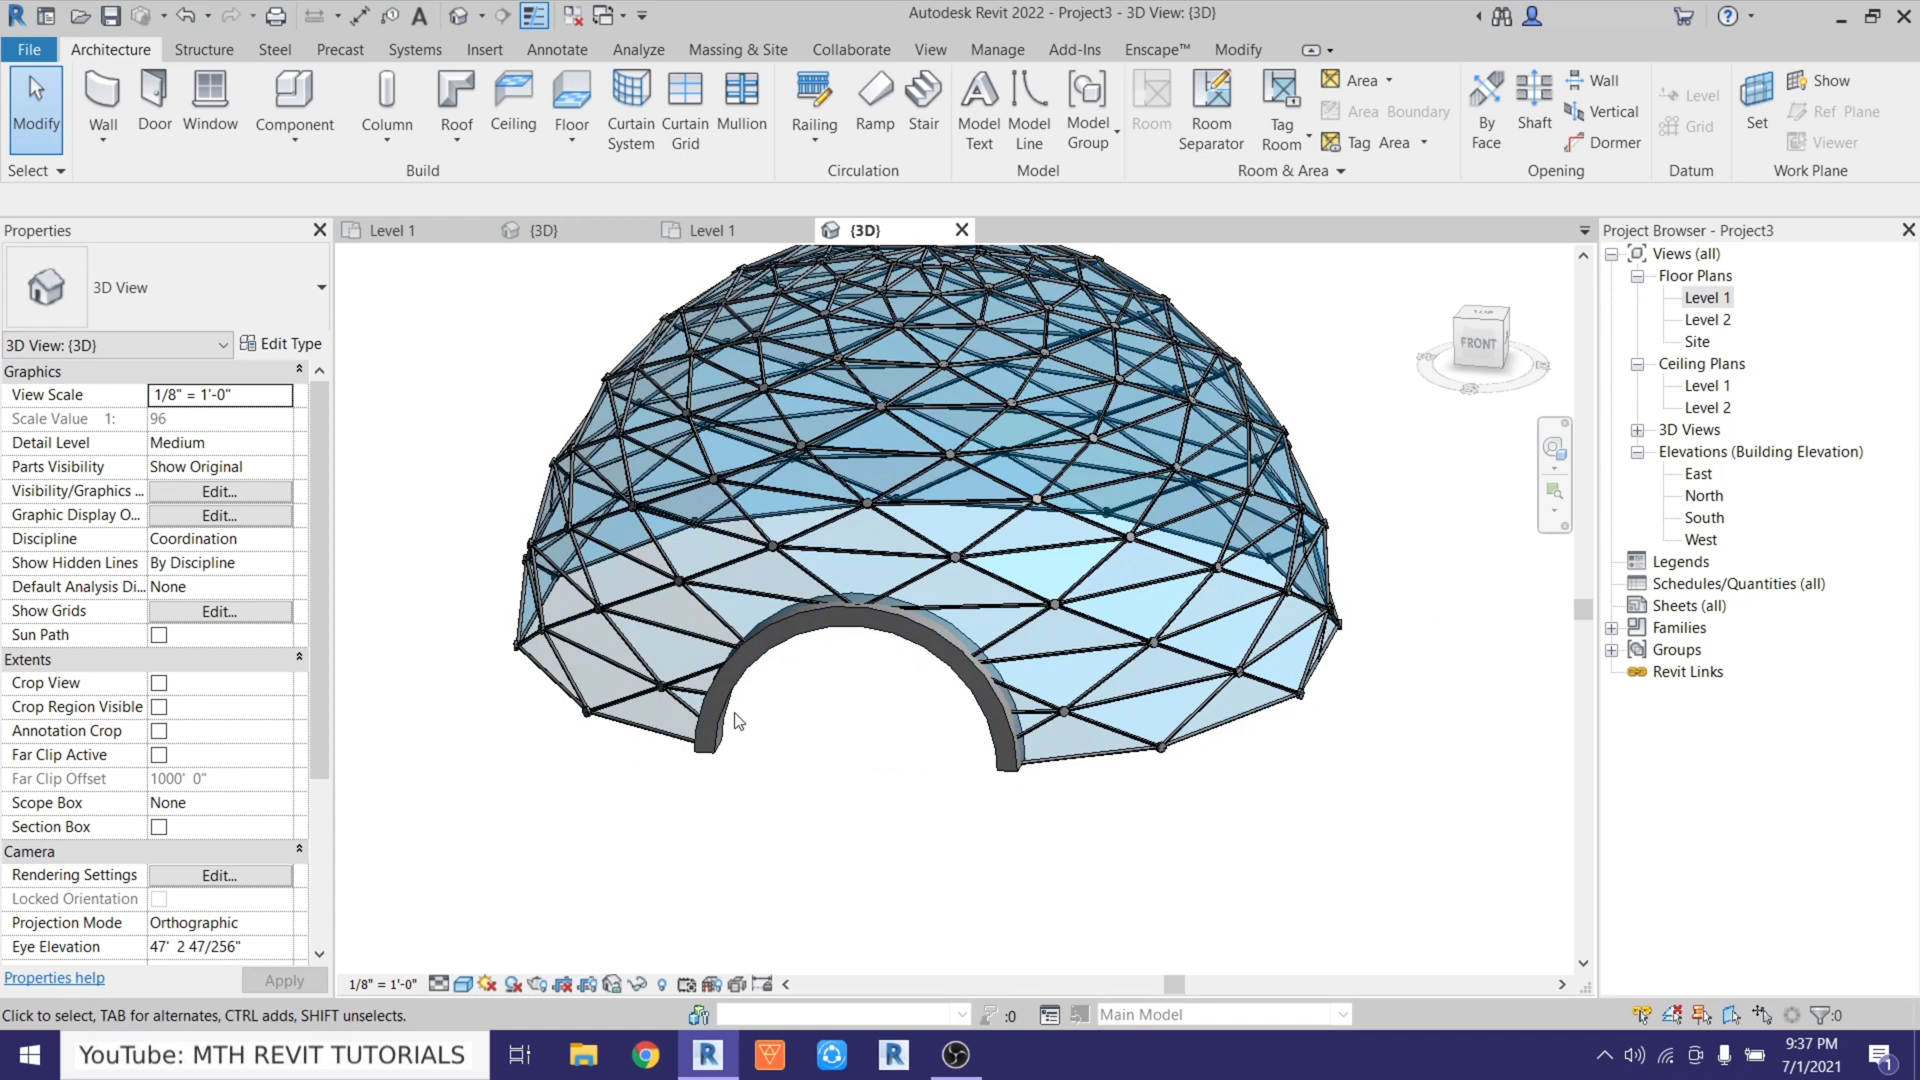 Autodesk Revit 2022 - Project3 - 3D View: {3D}
File Architecture Structure Steel Precast Systems Insert Annotate Analyze Massing & Site Collaborate View Manage Add-Ins Enscape™ Modify
Modify
Wall
Door
Window
Component
Column
Roof
Ceiling
Floor
Curtain System
Curtain Grid
Mullion
Railing
Ramp
Stair
Model Text
Model Line
Model Group
Room
Room Separator
Tag Room
Area
Area Boundary
Tag Area
By Face
Shaft
Wall
Vertical
Dormer
Level
Grid
Set
Show
Ref Plane
Viewer
Select Build Circulation Model Room & Area Opening Datum Work Plane
Properties
3D View
3D View: {3D} Edit Type
Graphics
View Scale 1/8" = 1'-0"
Scale Value 1: 96
Detail Level Medium
Parts Visibility Show Original
Visibility/Graphics ... Edit...
Graphic Display O... Edit...
Discipline Coordination
Show Hidden Lines By Discipline
Default Analysis Di... None
Show Grids Edit...
Sun Path
Extents
Crop View
Crop Region Visible
Annotation Crop
Far Clip Active
Far Clip Offset 1000' 0"
Scope Box None
Section Box
Camera
Rendering Settings Edit...
Locked Orientation
Projection Mode Orthographic
Eye Elevation 47' 2 47/256"
Properties help Apply
Level 1 {3D} Level 1 {3D}
TOP
FRONT
Project Browser - Project3
Views (all)
Floor Plans
Level 1
Level 2
Site
Ceiling Plans
Level 1
Level 2
3D Views
Elevations (Building Elevation)
East
North
South
West
Legends
Schedules/Quantities (all)
Sheets (all)
Families
Groups
Revit Links
1/8" = 1'-0"
Click to select, TAB for alternates, CTRL adds, SHIFT unselects.
:0
Main Model
:0
YouTube: MTH REVIT TUTORIALS
9:37 PM
7/1/2021
1